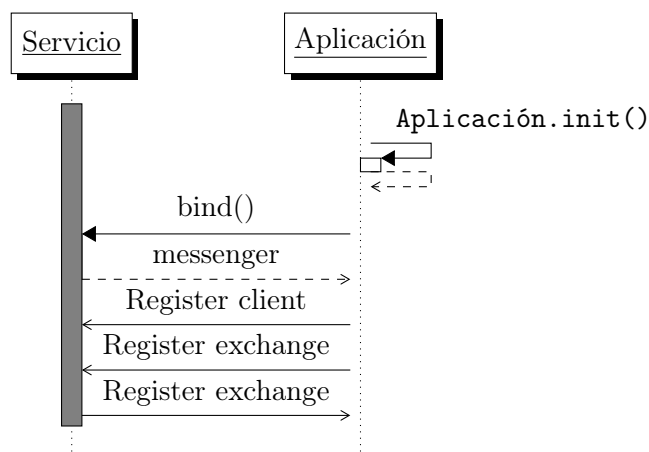 Servicio
Aplicación
Aplicación.init()
bind()
messenger
Register client
Register exchange
Register exchange